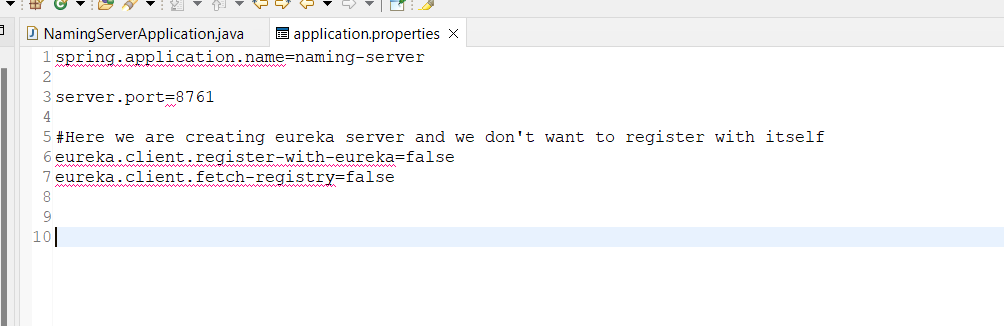 NamingServerApplication.java
application.properties
1 spring.application.name=naming-server
2
3 server.port=8761
4
5 #Here we are creating eureka server and we don't want to register with itself
6 eureka.client.register-with-eureka=false
7 eureka.client.fetch-registry=false
8
9
10